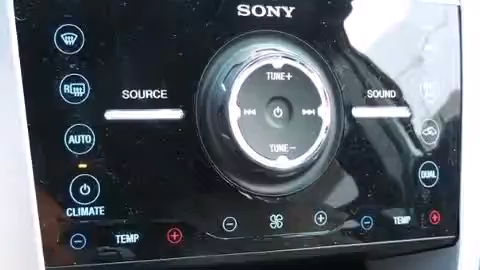 SONY
TUNE+
SOURCE
SOUND
R
AUTO
TUNE-
DUAL
CLIMATE
TEMP
TEMP